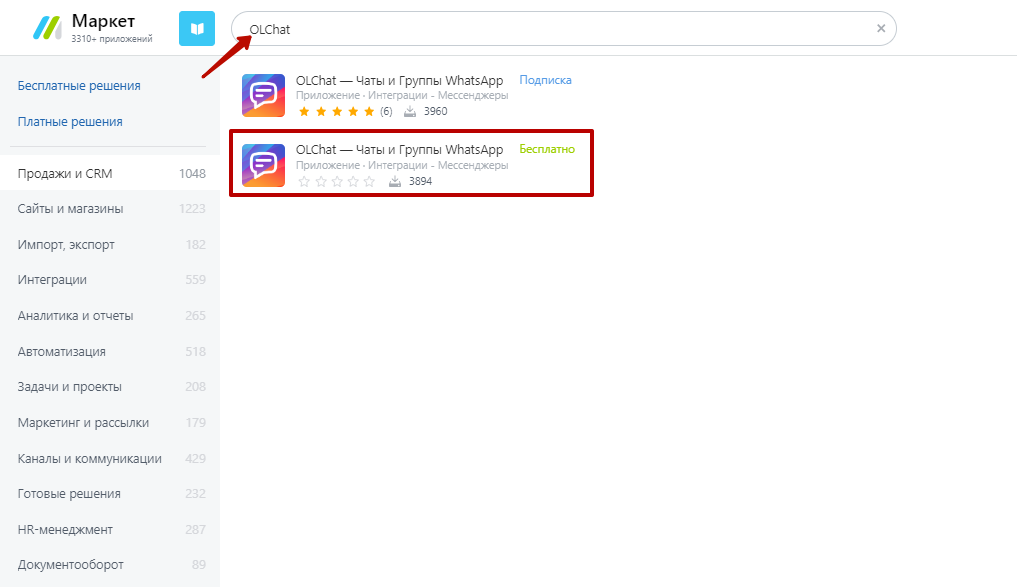 Маркет
3310+ приложений
OLChat
Бесплатные решения
Платные решения
Продажи и CRM 1048
Сайты и магазины 1223
Импорт, экспорт 182
Интеграции 559
Аналитика и отчеты 265
Автоматизация 518
Задачи и проекты 208
Маркетинг и рассылки 179
Каналы и коммуникации 429
Готовые решения 232
HR-менеджмент 287
Документооборот 89
OLChat — Чаты и Группы WhatsApp Подписка
Приложение · Интеграции - Мессенджеры
(6) 3960
OLChat — Чаты и Группы WhatsApp Бесплатно
Приложение · Интеграции - Мессенджеры
3894